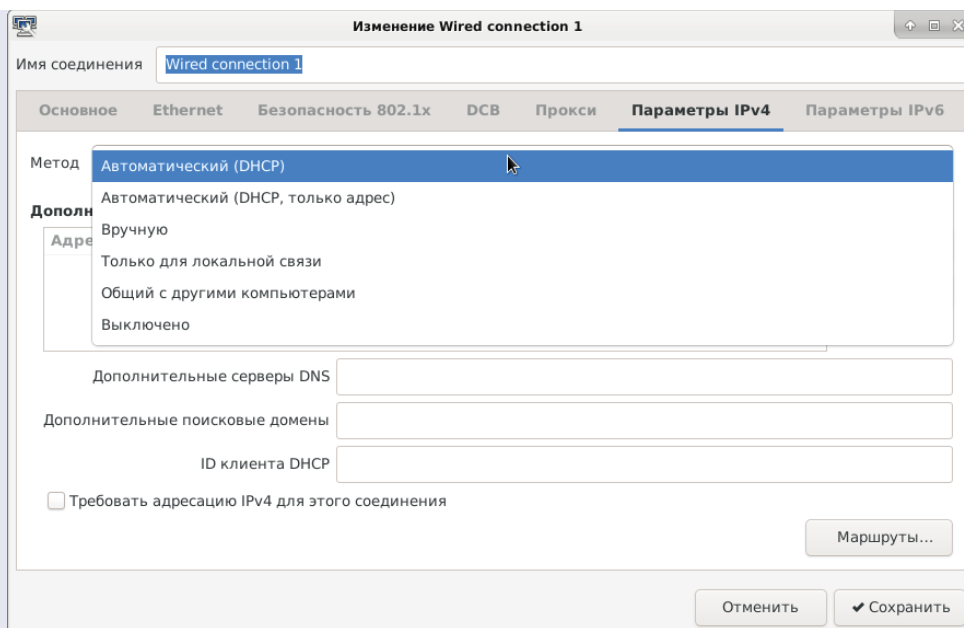 Изменение Wired connection 1
Имя соединения Wired connection 1
Основное Ethernet Безопасность 802.1x DCB Прокси Параметры IPv4 Параметры IPv6
Метод Автоматический (DHCP)
Автоматический (DHCP, только адрес)
Дополн
Вручную
Адре
Только для локальной связи
Общий с другими компьютерами
Выключено
Дополнительные серверы DNS
Дополнительные поисковые домены
ID клиента DHCP
Требовать адресацию IPv4 для этого соединения
Маршруты...
Отменить Сохранить